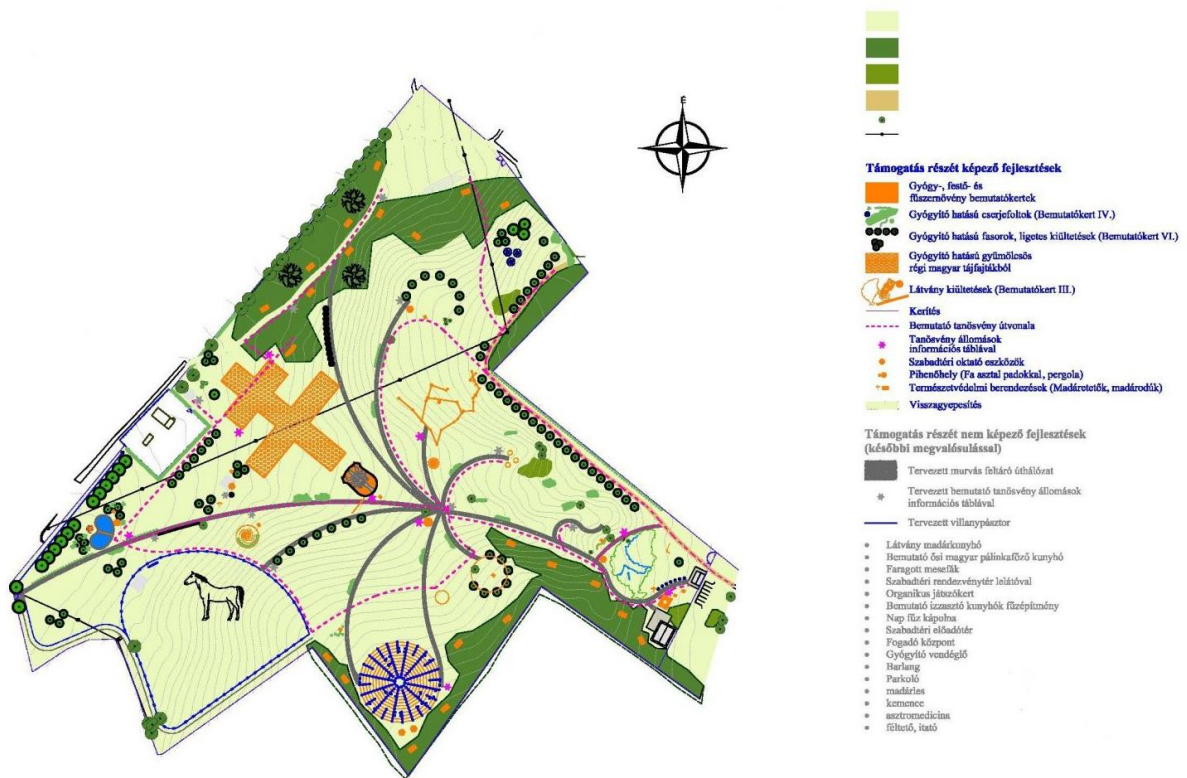 É
Támogatás részét képező fejlesztések
Gyógy-, festő- és
fűszernövény bemutatókertek
Gyógyító hatású cserjefoltok (Bemutatókert IV.)
Gyógyító hatású fasorok, ligetes kiültetések (Bemutatókert VI.)
Gyógyító hatású gyümölcsös
régi magyar tájfajtákból
Látvány kiültetések (Bemutatókert III.)
Kerítés
Bemutató tanösvény útvonala
Tanösvény állomások
információs táblával
Szabadtéri oktató eszközök
Pihenőhely (Fa asztal padokkal, pergola)
Természetvédelmi berendezések (Madáretetők, madárodúk)
Visszagyepesítés
Támogatás részét nem képező fejlesztések
(későbbi megvalósulással)
Tervezett murvás feltáró úthálózat
Tervezett bemutató tanösvény állomások
információs táblával
Tervezett villanypásztor
Látvány madárkunyhó
Bemutató ősi magyar pálinkafőző kunyhó
Faragott mesefák
Szabadtéri rendezvénytér lelátóval
Organikus játszókert
Bemutató izzasztó kunyhók fűzépítmény
Nap fűz kápolna
Szabadtéri előadótér
Fogadó központ
Gyógyító vendéglő
Barlang
Parkoló
madárles
kemence
asztromedicina
féltető, itató